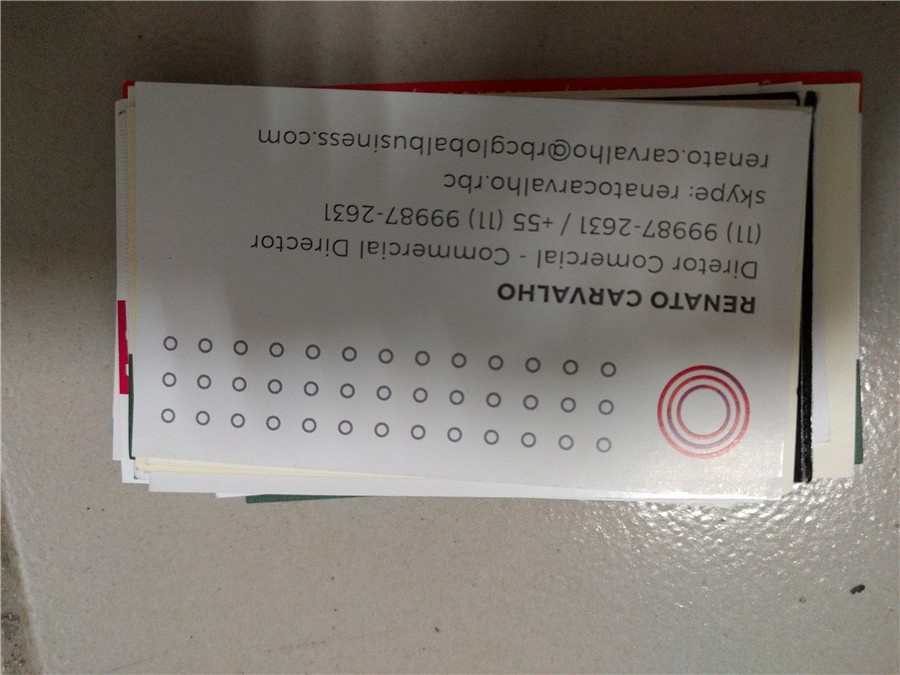 RENATO CARVALHO
Diretor Comercial - Commercial Director
(11) 99987-2631 / +55 (11) 99987-2631
skype: renatocarvalho.rbc
renato.carvalho@rbcglobalbusiness.com